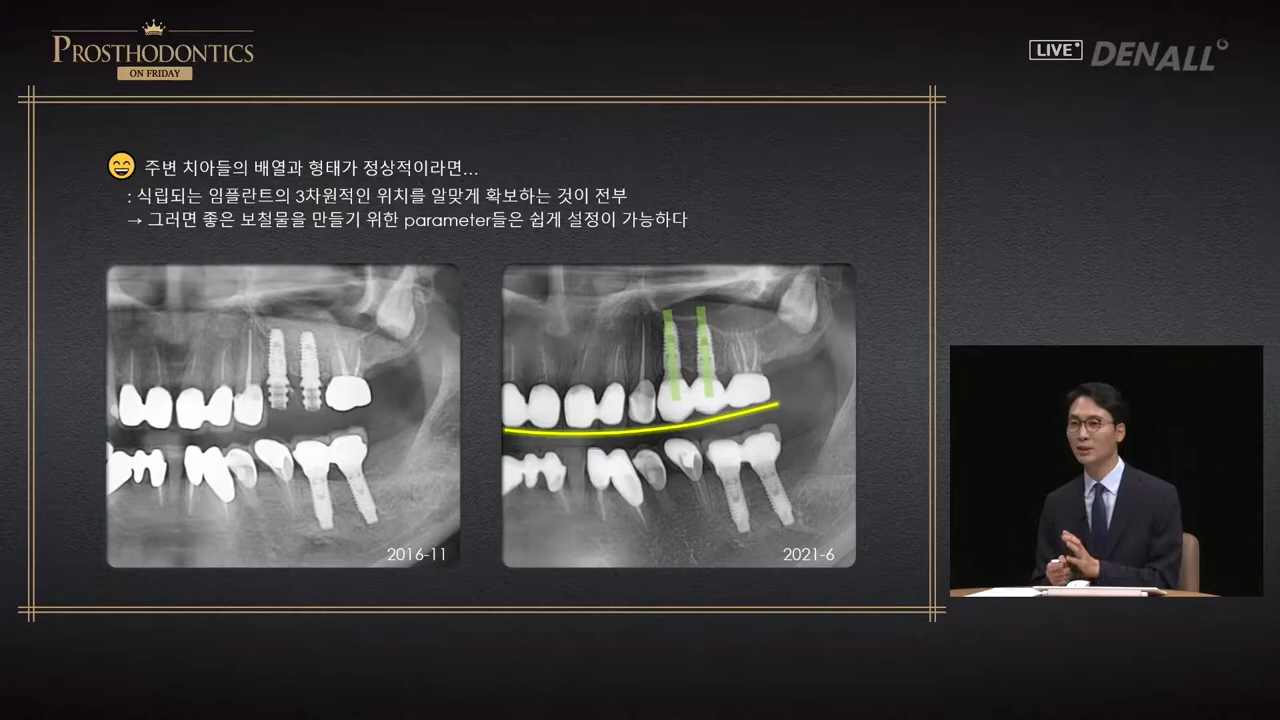 PROSTHODONTICS
ON FRIDAY
LIVE
DENALL
주변 치아들의 배열과 형태가 정상적이라면...
: 식립되는 임플란트의 3차원적인 위치를 알맞게 확보하는 것이 전부
→ 그러면 좋은 보철물을 만들기 위한 parameter들은 쉽게 설정이 가능하다
2016-11
2021-6